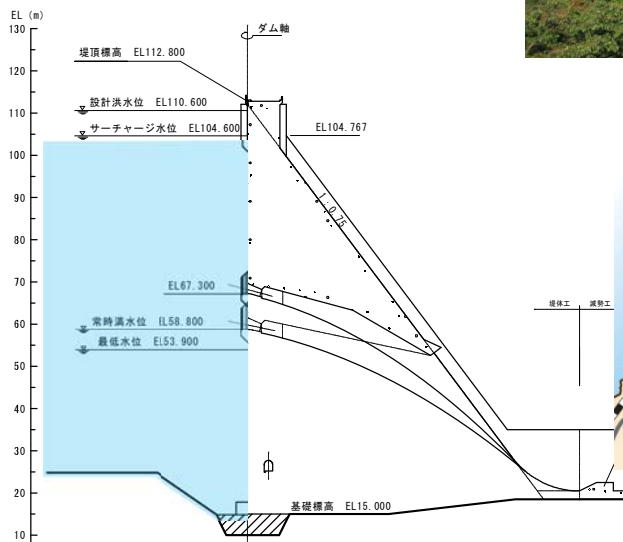 EL (m)
ダム軸
130
堤頂標高 EL112.800
120
設計洪水位 EL110.600
110
サーチャージ水位 EL104.600
EL104.767
100
90
1:0.75
80
70
EL67.300
堤体工 減勢工
60
常時満水位 EL58.800
最低水位 EL53.900
50
40
30
20
基礎標高 EL15.000
10